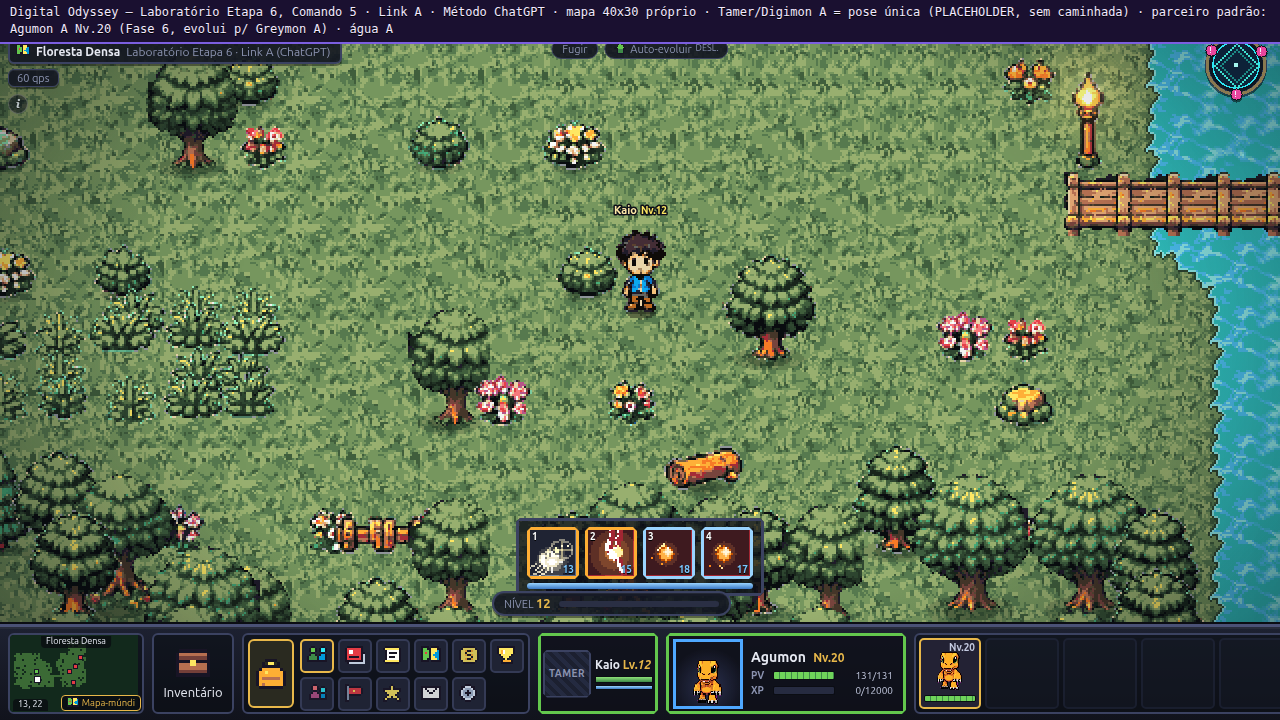 Digital Odyssey — Laboratório Etapa 6, Comando 5 · Link A · Método ChatGPT · mapa 40x30 próprio · Tamer/Digimon A = pose única (PLACEHOLDER, sem caminhada) · parceiro padrão:
Agumon A Nv.20 (Fase 6, evolui p/ Greymon A) · água A
Floresta Densa Laboratório Etapa 6 · Link A (ChatGPT)
Fugir
Auto-evoluir DESL.
60 qps
i
Kaio Nv.12
1 13
2 15
3 18
4 17
NÍVEL 12
Floresta Densa
13, 22
Mapa-múndi
Inventário
TAMER
Kaio Lv.12
Agumon Nv.20
PV 131/131
XP 0/12000
Nv.20